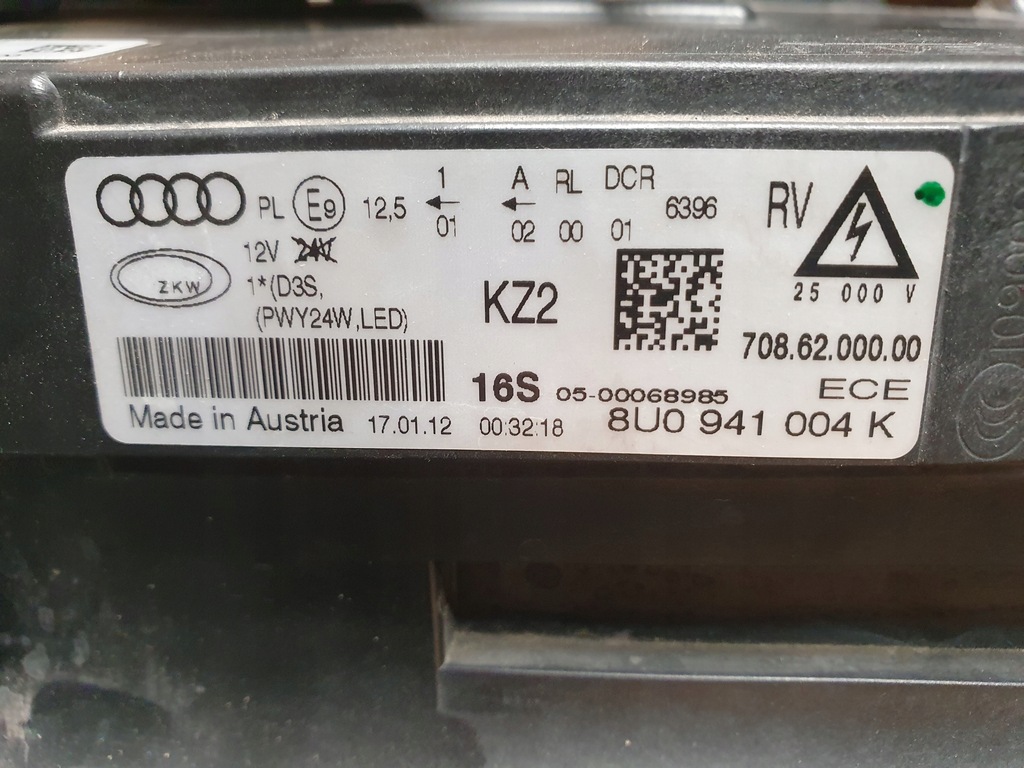 PL E9 12,5 1 A RL DCR 6396 RV
01 02 00 01
12V 24V
ZKW 1*(D3S, KZ2 25 000 V
(PWY24W,LED)
708.62.000.00
16S 05-00068985 ECE
Made in Austria 17.01.12 00:32:18 8U0 941 004 K